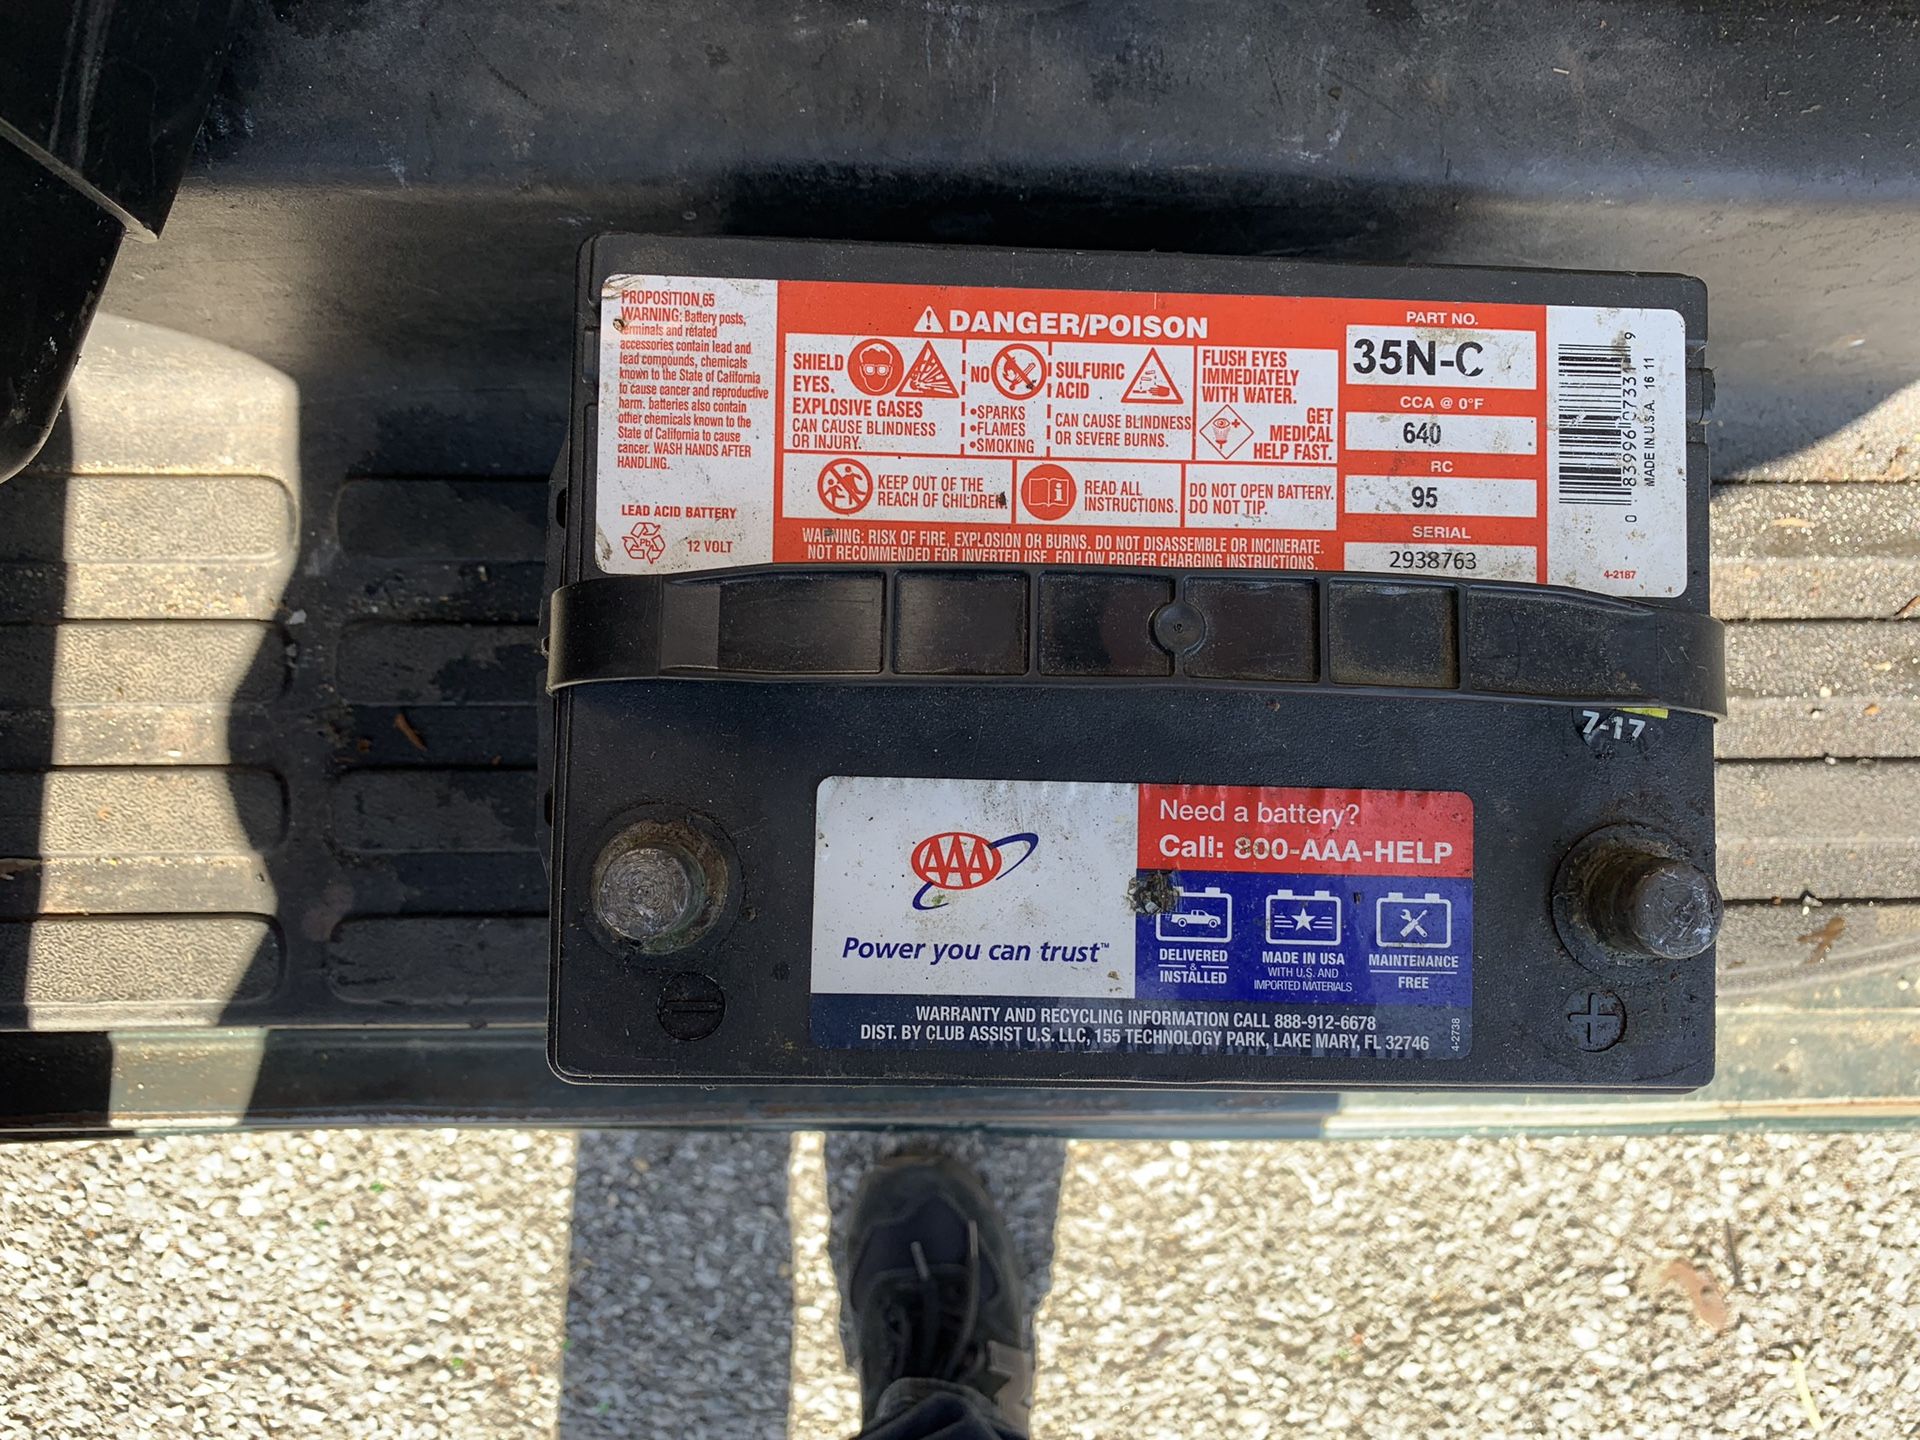 PROPOSITION 65
WARNING: Battery posts,
terminals and related
accessories contain lead and
lead compounds, chemicals
known to the State of California
to cause cancer and reproductive
harm. batteries also contain
other chemicals known to the
State of California to cause
cancer. WASH HANDS AFTER
HANDLING.
LEAD ACID BATTERY
Pb
12 VOLT
DANGER/POISON
SHIELD
EYES.
EXPLOSIVE GASES
CAN CAUSE BLINDNESS
OR INJURY.
NO
•SPARKS
•FLAMES
•SMOKING
SULFURIC
ACID
CAN CAUSE BLINDNESS
OR SEVERE BURNS.
FLUSH EYES
IMMEDIATELY
WITH WATER.
GET
MEDICAL
HELP FAST.
KEEP OUT OF THE
REACH OF CHILDREN.
READ ALL
INSTRUCTIONS.
DO NOT OPEN BATTERY.
DO NOT TIP.
WARNING: RISK OF FIRE, EXPLOSION OR BURNS. DO NOT DISASSEMBLE OR INCINERATE.
NOT RECOMMENDED FOR INVERTED USE. FOLLOW PROPER CHARGING INSTRUCTIONS.
PART NO.
35N-C
CCA @ 0°F
640
RC
95
SERIAL
2938763
MADE IN U.S.A. 16 11
4-2187
7-17
AAA
Power you can trust™
Need a battery?
Call: 800-AAA-HELP
DELIVERED
&
INSTALLED
MADE IN USA
WITH U.S. AND
IMPORTED MATERIALS
MAINTENANCE
FREE
WARRANTY AND RECYCLING INFORMATION CALL 888-912-6678
DIST. BY CLUB ASSIST U.S. LLC, 155 TECHNOLOGY PARK, LAKE MARY, FL 32746
4-2738